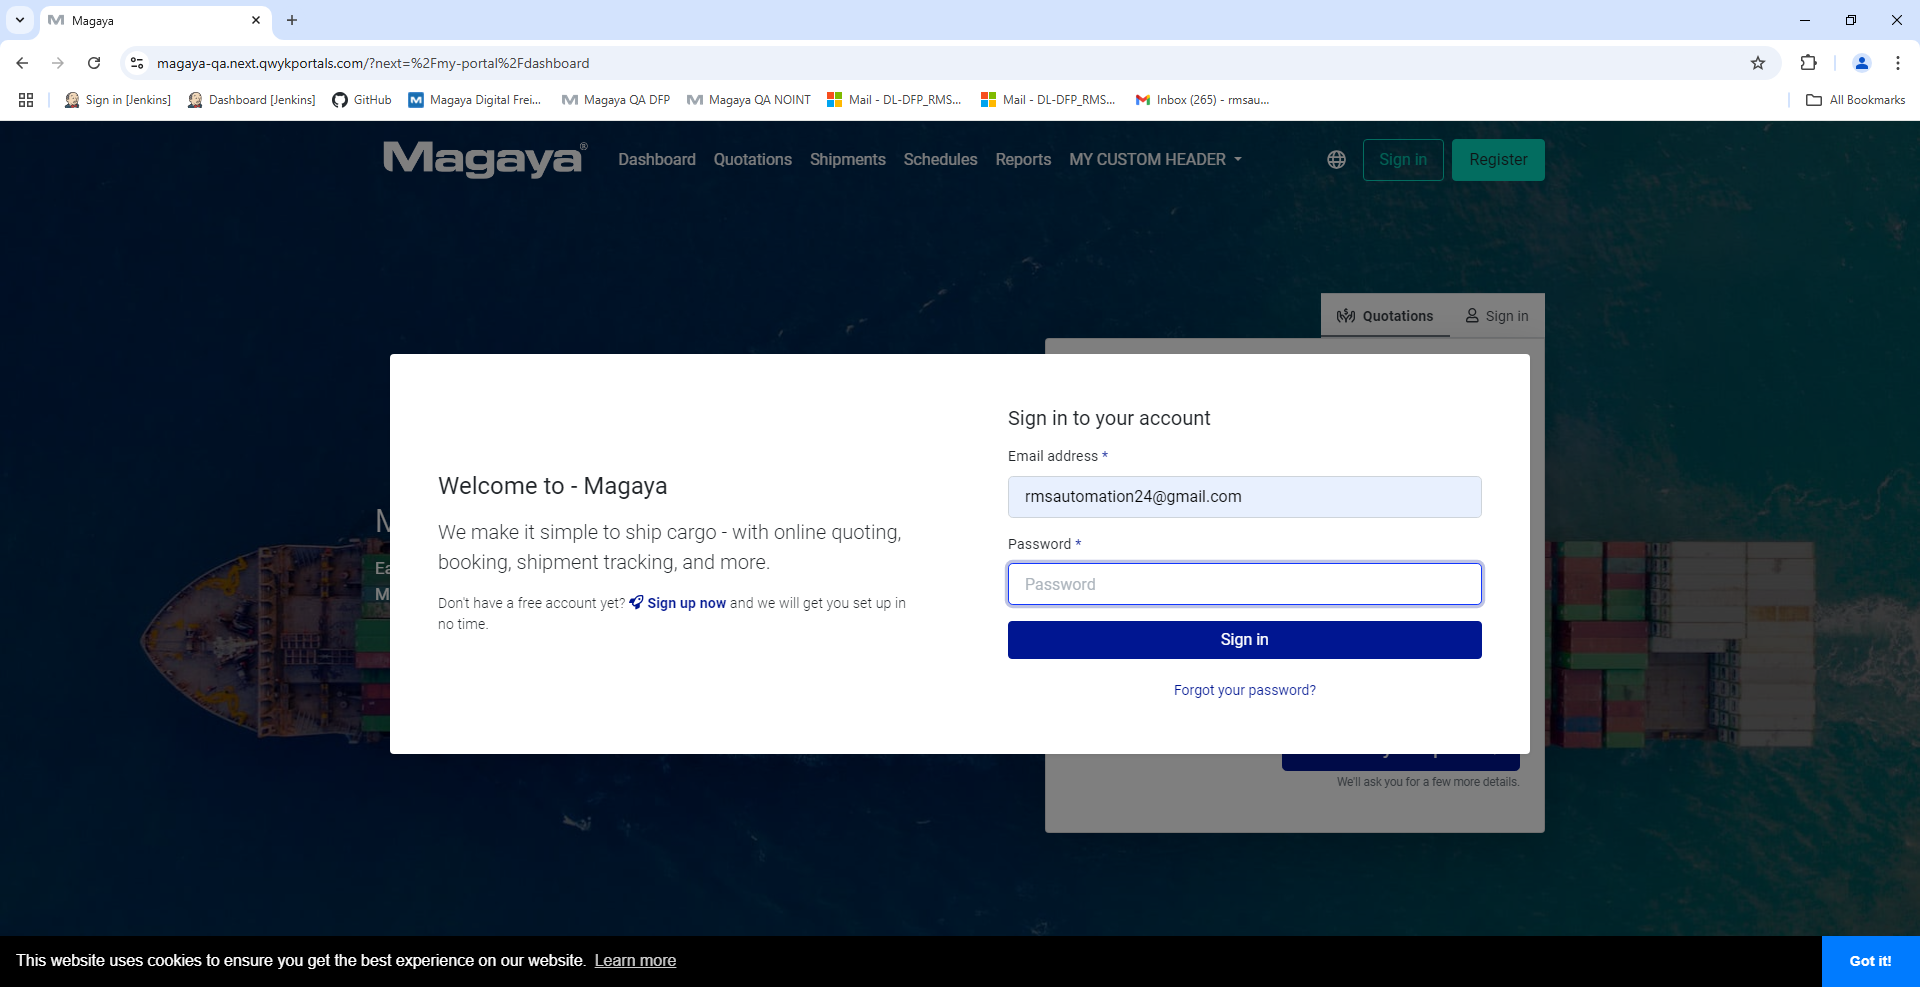 Magaya
magaya-qa.next.qwykportals.com/?next=%2Fmy-portal%2Fdashboard
Sign in [Jenkins]
Dashboard [Jenkins]
GitHub
Magaya Digital Frei...
Magaya QA DFP
Magaya QA NOINT
Mail - DL-DFP_RMS...
Mail - DL-DFP_RMS...
Inbox (265) - rmsau...
All Bookmarks
Magaya®
Dashboard
Quotations
Shipments
Schedules
Reports
MY CUSTOM HEADER
Sign in
Register
Quotations
Sign in
Welcome to - Magaya
We make it simple to ship cargo - with online quoting,
booking, shipment tracking, and more.
Don't have a free account yet? Sign up now and we will get you set up in
no time.
Sign in to your account
Email address *
rmsautomation24@gmail.com
Password *
Password
Sign in
Forgot your password?
We'll ask you for a few more details.
This website uses cookies to ensure you get the best experience on our website. Learn more
Got it!